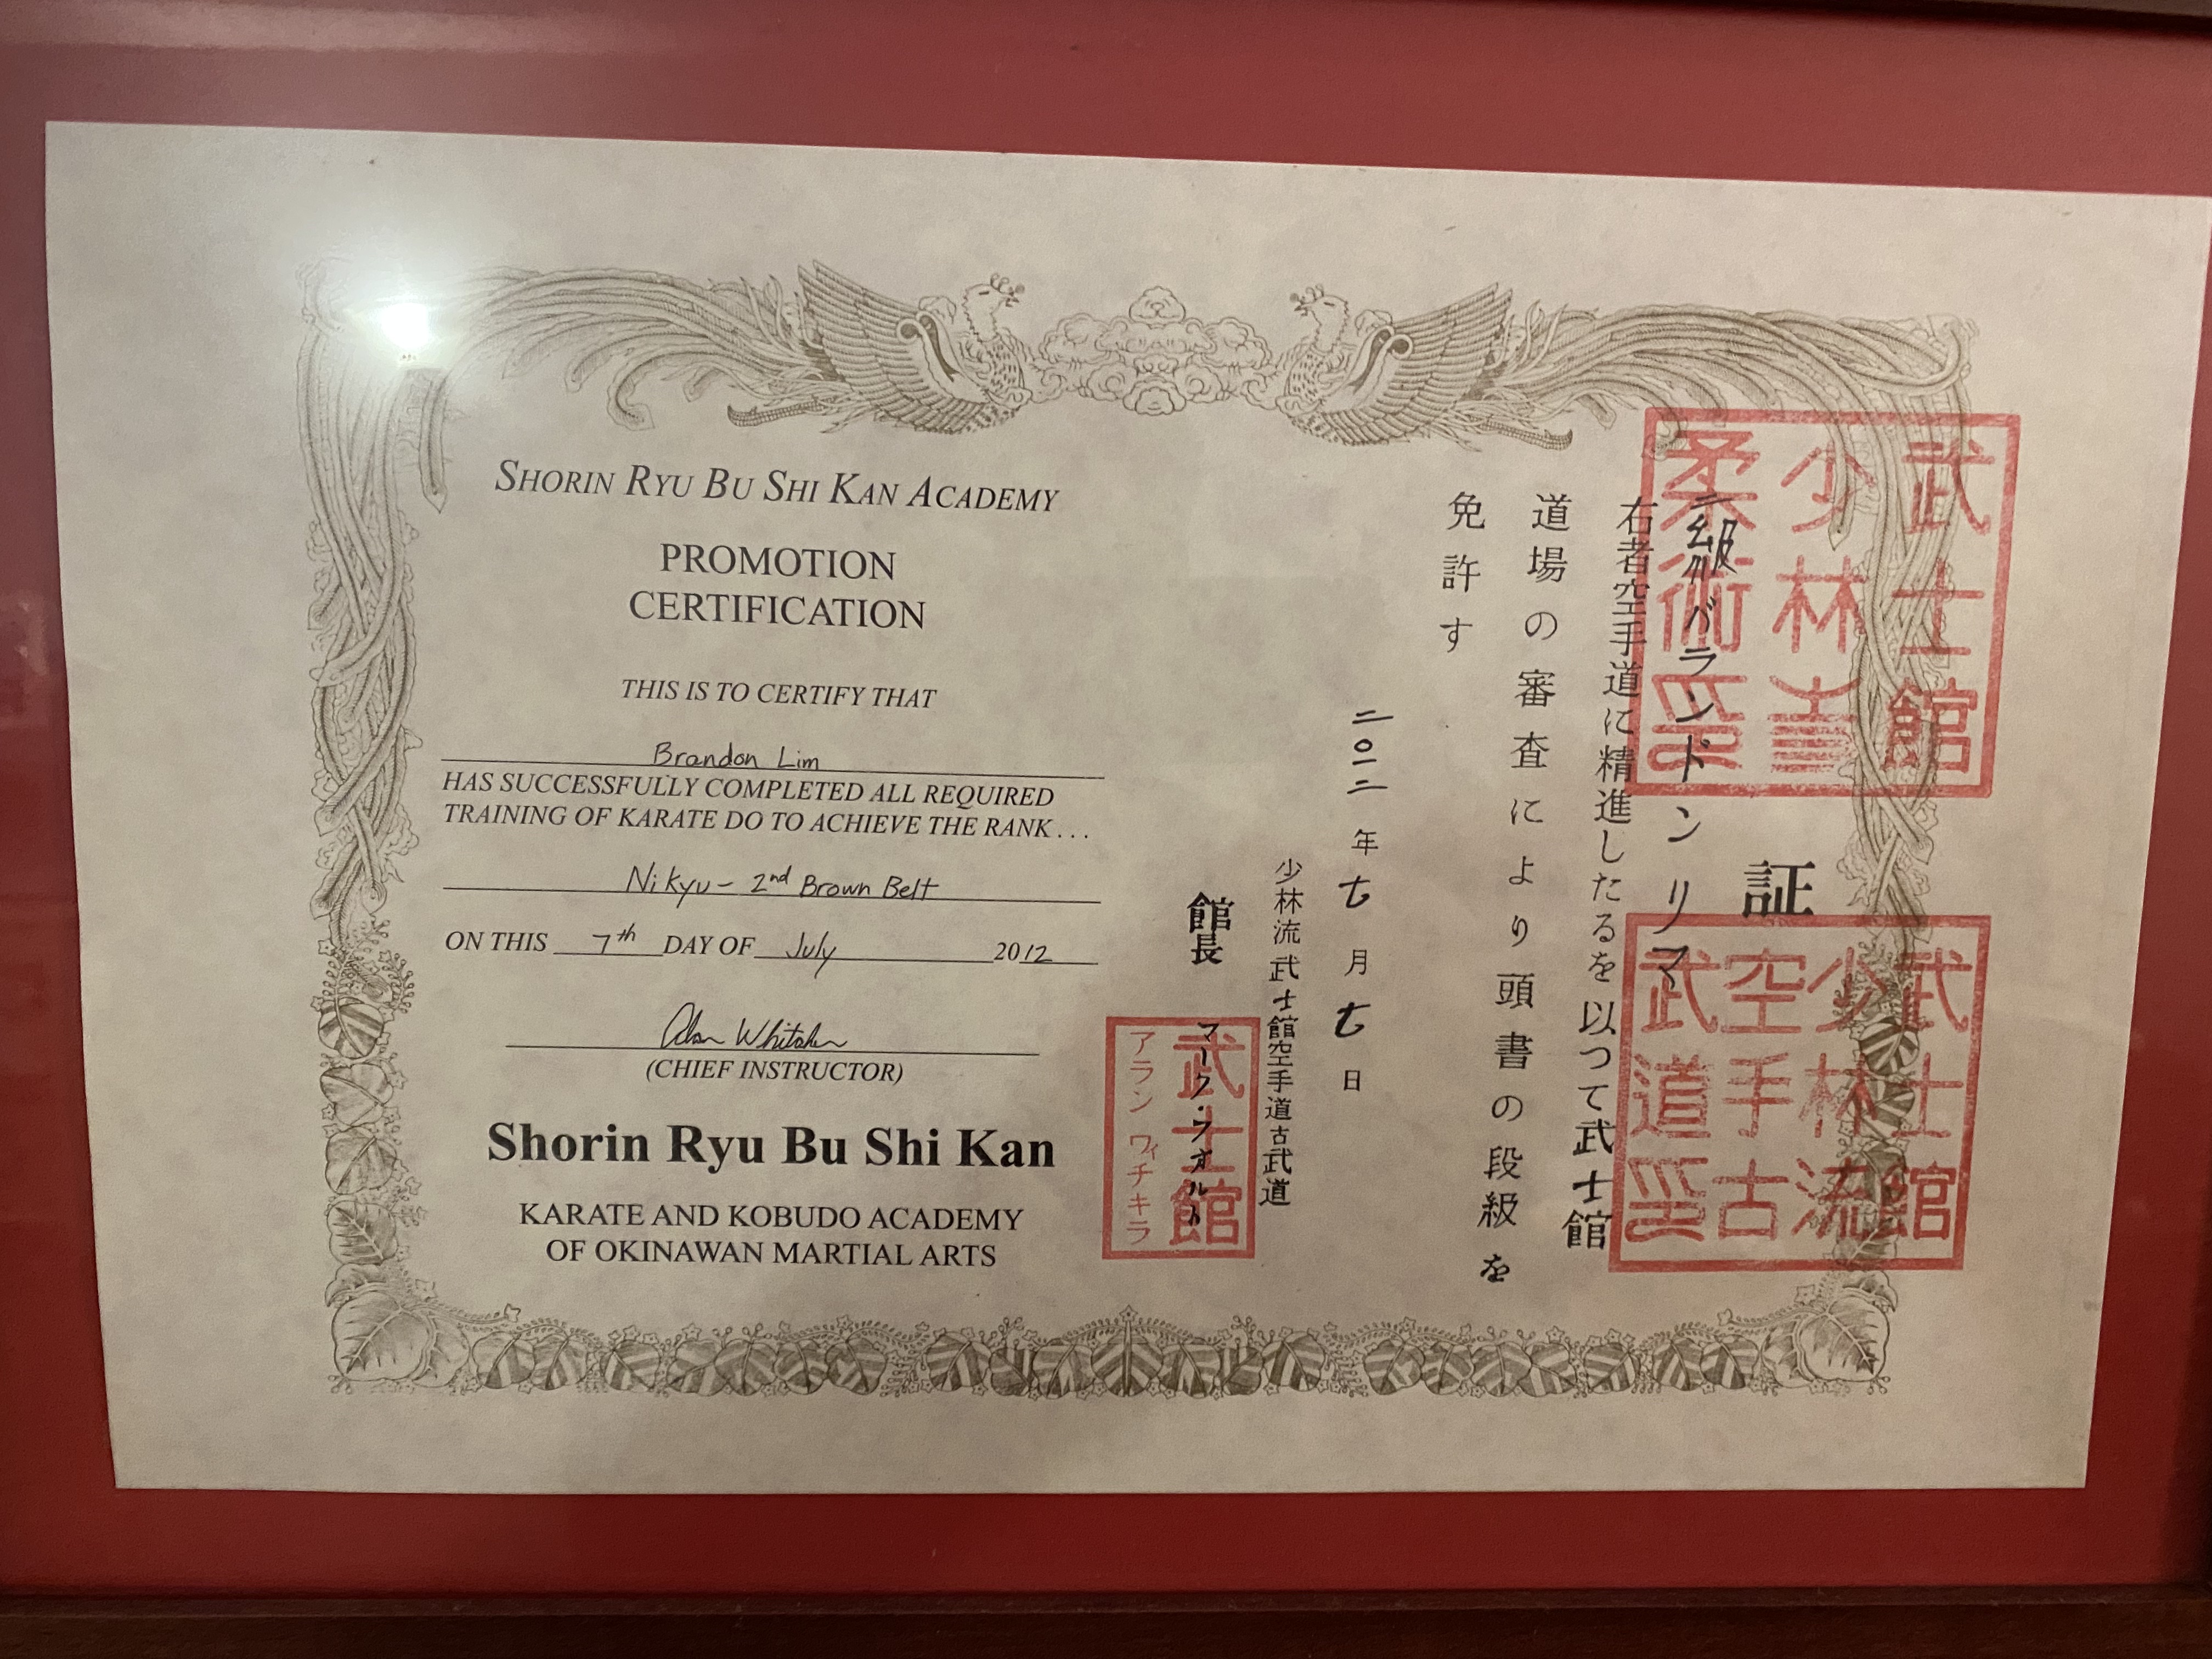 SHORIN RYU BU SHI KAN ACADEMY
PROMOTION
CERTIFICATION
THIS IS TO CERTIFY THAT
Brandon Lim
HAS SUCCESSFULLY COMPLETED ALL REQUIRED
TRAINING OF KARATE DO TO ACHIEVE THE RANK...
Nikyu - 2nd Brown Belt
ON THIS 7th DAY OF July 2012
Alan Whitaker
(CHIEF INSTRUCTOR)
Shorin Ryu Bu Shi Kan
KARATE AND KOBUDO ACADEMY
OF OKINAWAN MARTIAL ARTS
証
二級 バランドン リマ
右者空手道に精進したるを以つて武士館
道場の審査により頭書の段級を
免許す
二〇一二年七月七日
少林流武士館空手道古武道
館長 マーク・ウオルト
武士館
少林寺
柔術印
武士館
少林流
空手古
武道印
武士館
アラン ウィチキラ